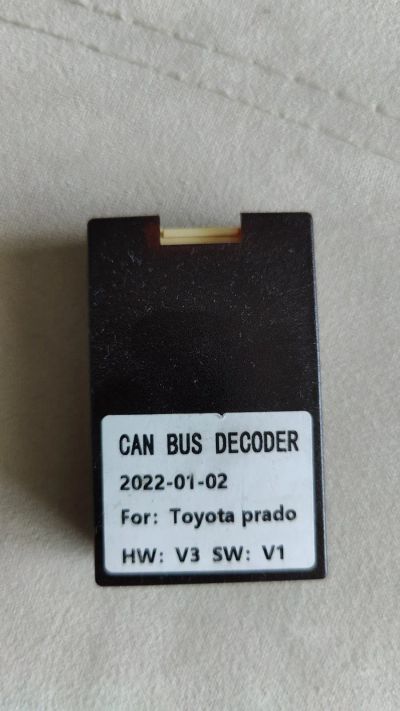 CAN BUS DECODER
2022-01-02
For: Toyota prado
HW: V3 SW: V1